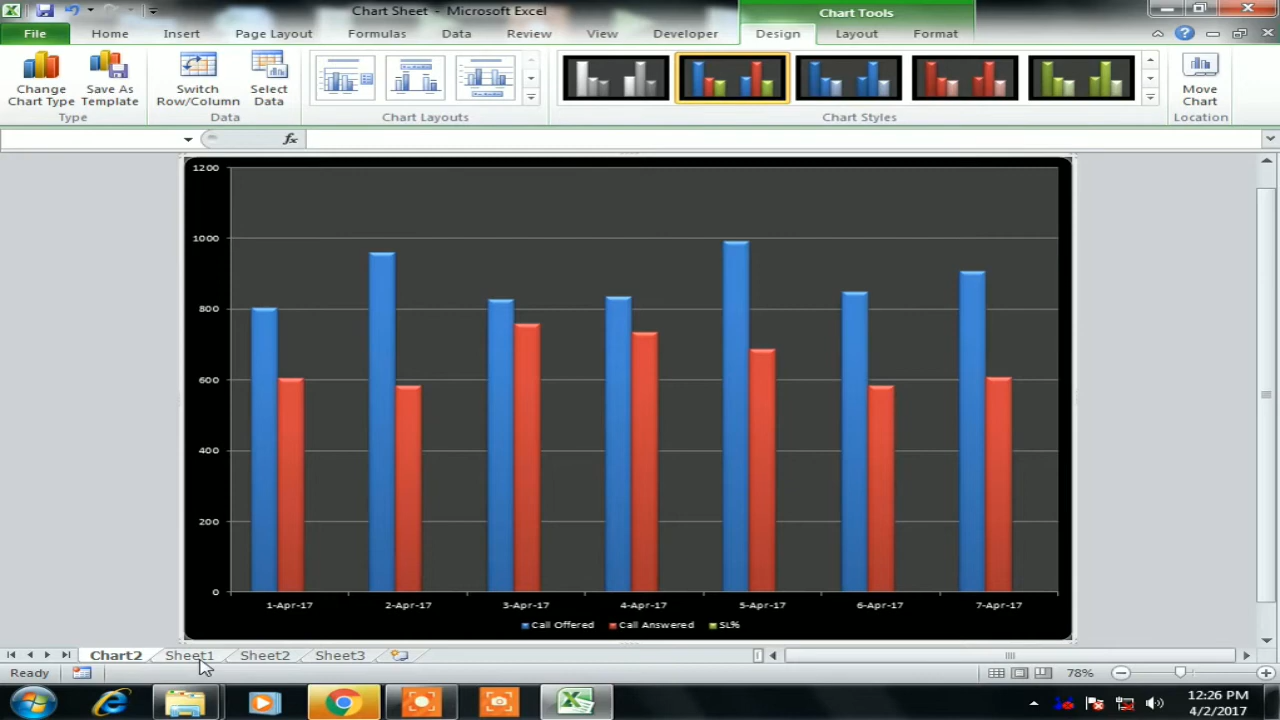 Chart Sheet - Microsoft Excel
Chart Tools
File Home Insert Page Layout Formulas Data Review View Developer Design Layout Format
Change Chart Type
Save As Template
Switch Row/Column
Select Data
Move Chart
Type
Data
Chart Layouts
Chart Styles
Location
fx
1200
1000
800
600
400
200
0
1-Apr-17 2-Apr-17 3-Apr-17 4-Apr-17 5-Apr-17 6-Apr-17 7-Apr-17
Call Offered Call Answered SL%
Chart2 Sheet1 Sheet2 Sheet3
Ready
78%
12:26 PM
4/2/2017